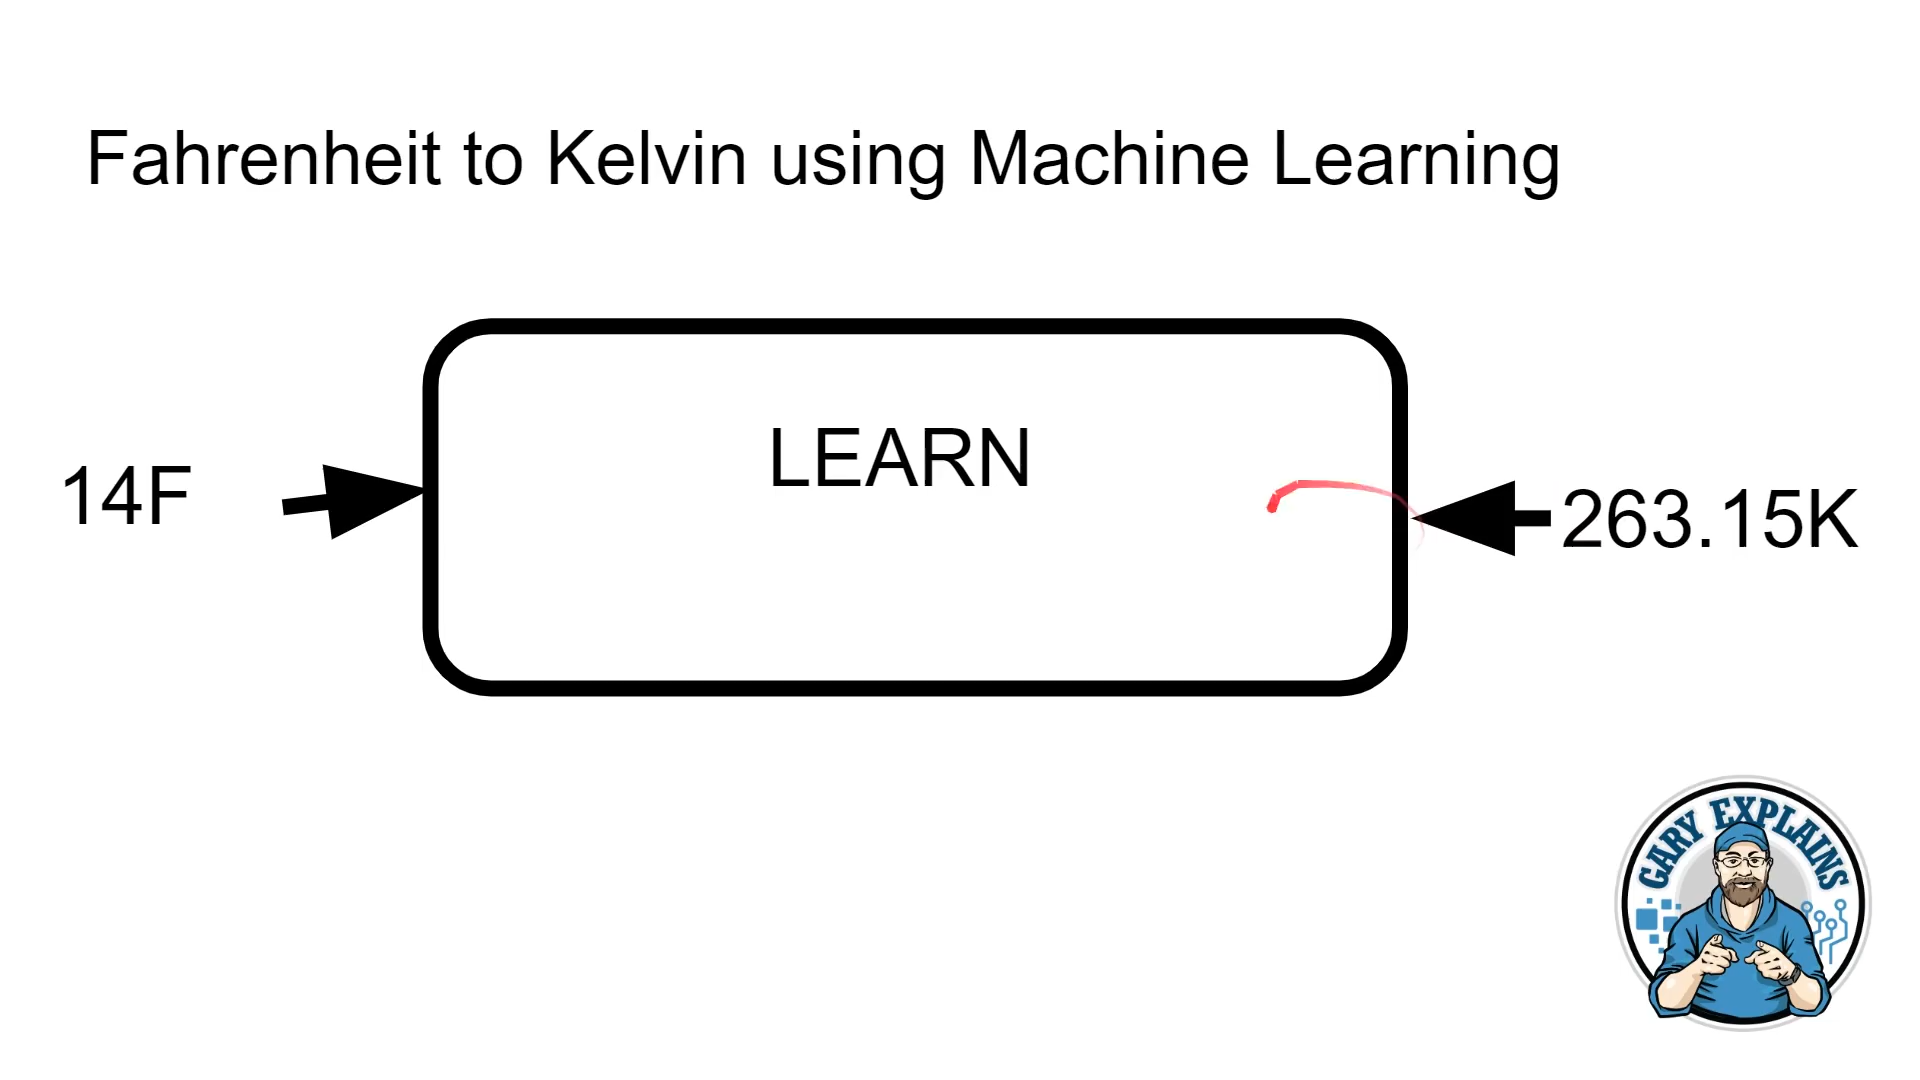 Fahrenheit to Kelvin using Machine Learning
LEARN
14F
263.15K
GARY EXPLAINS